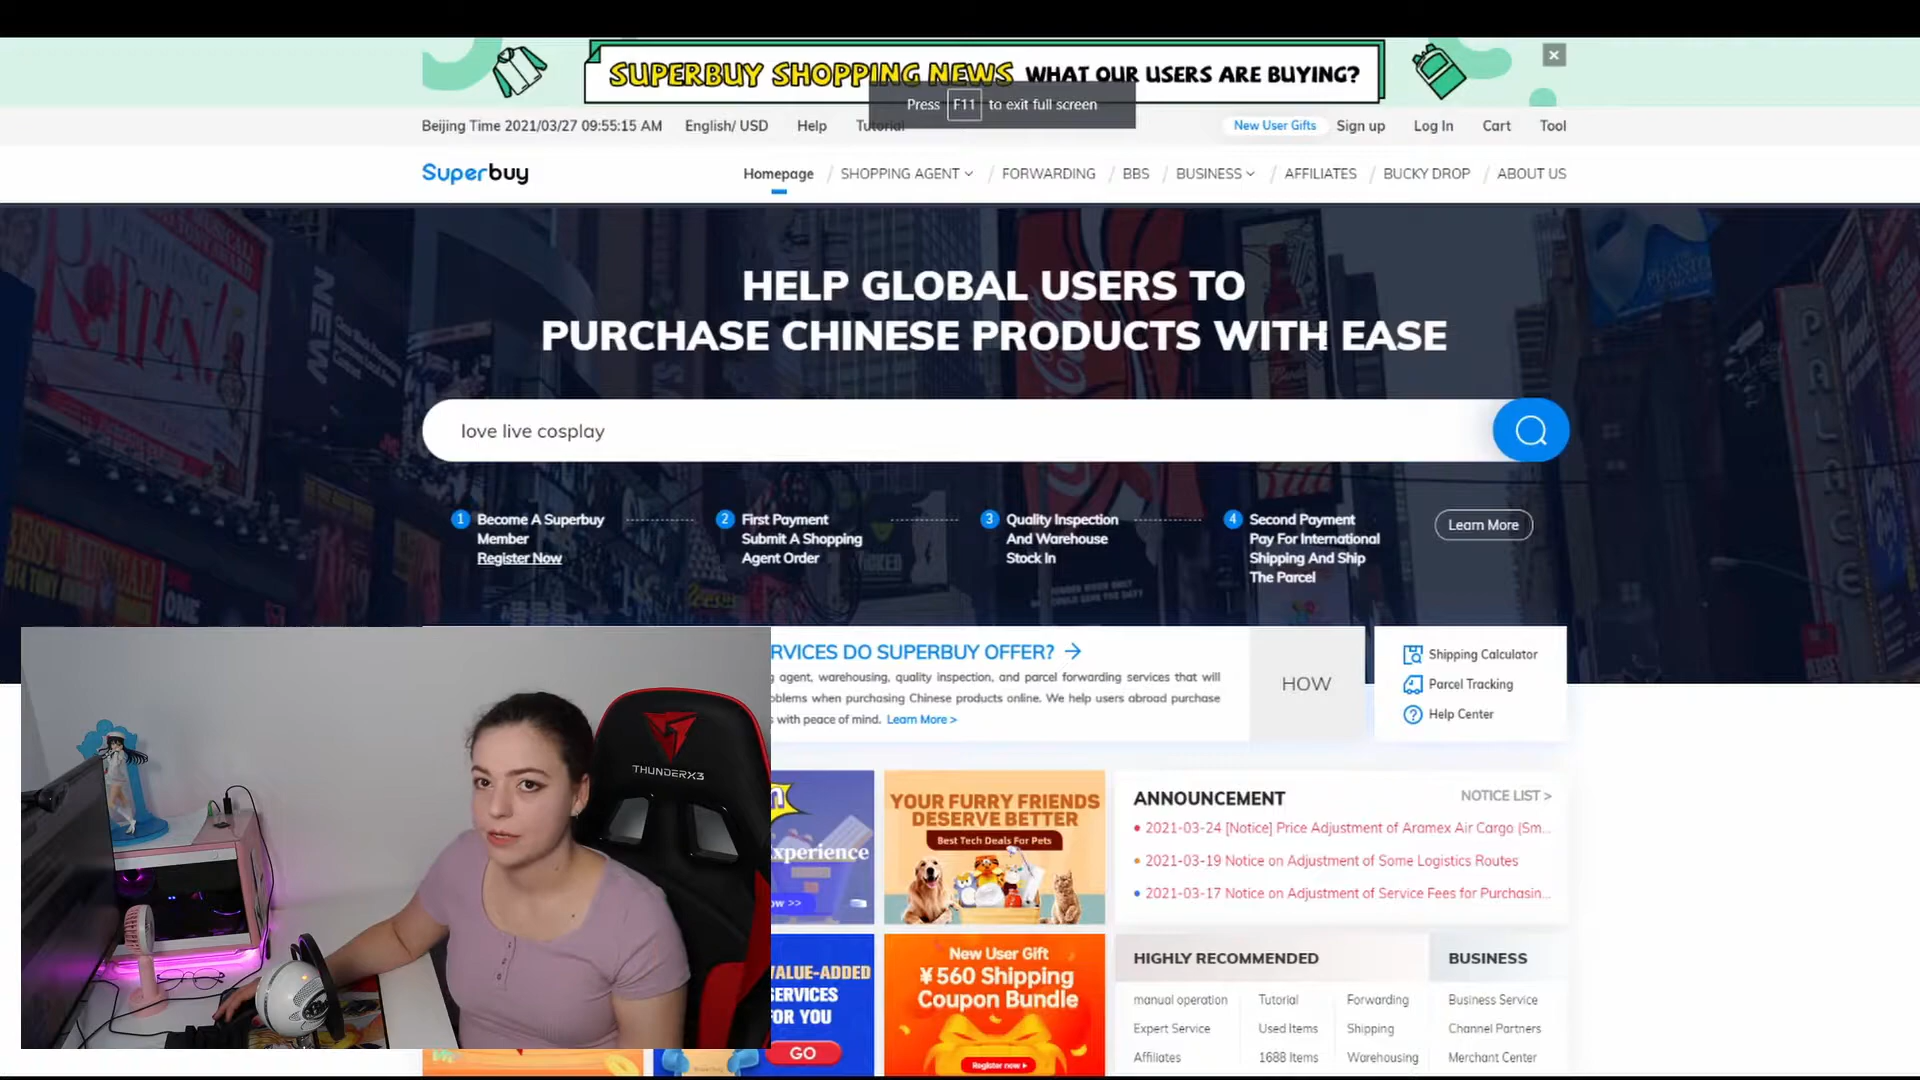 SUPERBUY SHOPPING NEWS WHAT OUR USERS ARE BUYING?
Press F11 to exit full screen
Beijing Time 2021/03/27 09:55:15 AM English/ USD Help Tutorial
New User Gifts Sign up Log In Cart Tool
Superbuy
Homepage / SHOPPING AGENT / FORWARDING / BBS / BUSINESS / AFFILIATES / BUCKY DROP / ABOUT US
HELP GLOBAL USERS TO
PURCHASE CHINESE PRODUCTS WITH EASE
love live cosplay
1 Become A Superbuy
Member
Register Now
2 First Payment
Submit A Shopping
Agent Order
3 Quality Inspection
And Warehouse
Stock In
4 Second Payment
Pay For International
Shipping And Ship
The Parcel
Learn More
RVICES DO SUPERBUY OFFER?
agent, warehousing, quality inspection, and parcel forwarding services that will
oblems when purchasing Chinese products online. We help users abroad purchase
with peace of mind. Learn More >
HOW
Shipping Calculator
Parcel Tracking
Help Center
THUNDERX3
xperience
ow >>
YOUR FURRY FRIENDS
DESERVE BETTER
Best Tech Deals For Pets
ANNOUNCEMENT
NOTICE LIST >
• 2021-03-24 [Notice] Price Adjustment of Aramex Air Cargo (Sm...
• 2021-03-19 Notice on Adjustment of Some Logistics Routes
• 2021-03-17 Notice on Adjustment of Service Fees for Purchasin...
VALUE-ADDED
SERVICES
FOR YOU
GO
New User Gift
¥560 Shipping
Coupon Bundle
Register now
HIGHLY RECOMMENDED
manual operation Tutorial Forwarding
Expert Service Used Items Shipping
Affiliates 1688 Items Warehousing
BUSINESS
Business Service
Channel Partners
Merchant Center